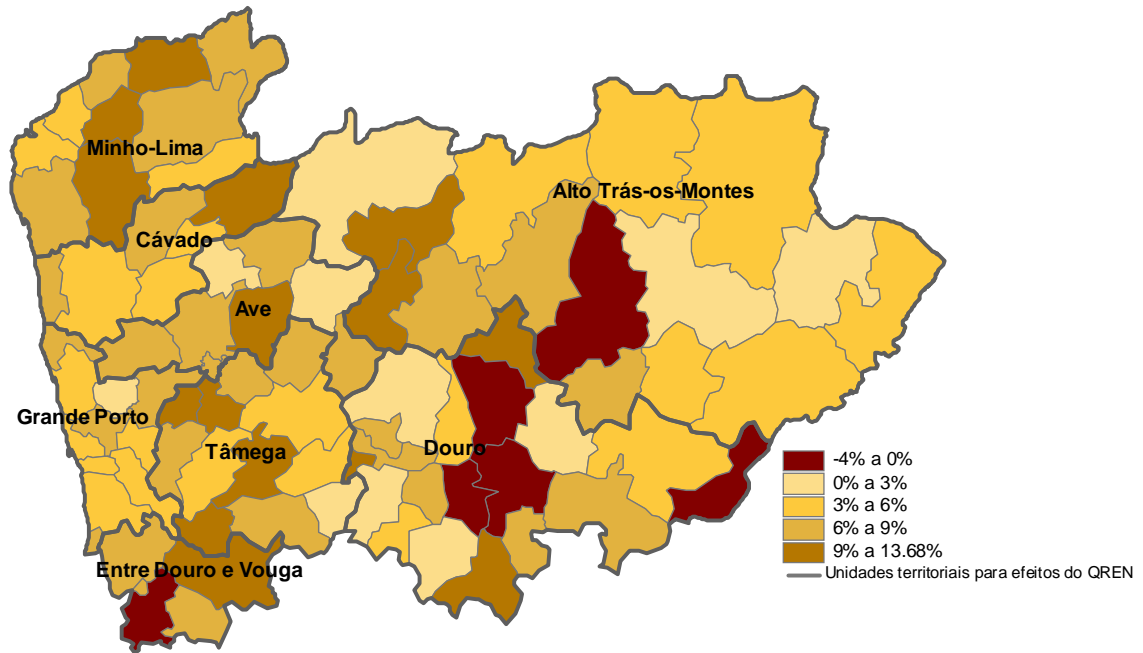 Minho-Lima
Alto Trás-os-Montes
Cávado
Ave
Grande Porto
Tâmega
Douro
Entre Douro e Vouga
-4% a 0%
0% a 3%
3% a 6%
6% a 9%
9% a 13.68%
Unidades territoriais para efeitos do QREN